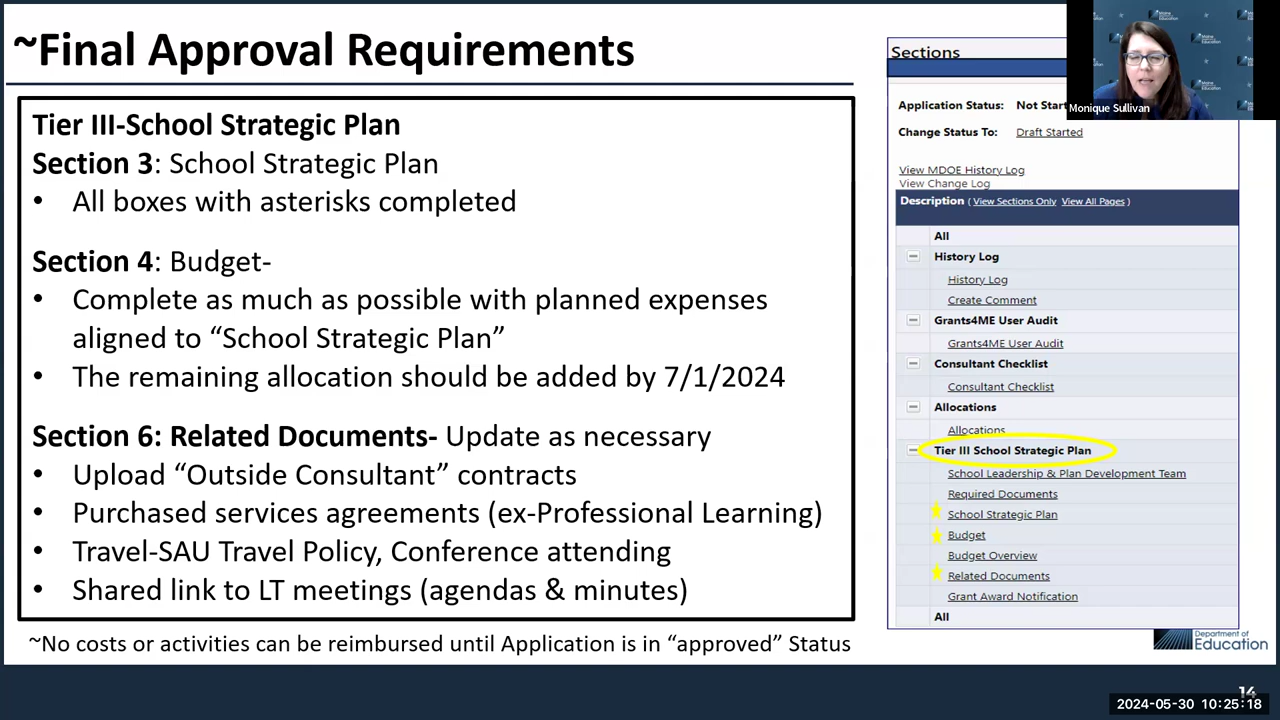 ~Final Approval Requirements
Tier III-School Strategic Plan
Section 3: School Strategic Plan
• All boxes with asterisks completed
Section 4: Budget-
• Complete as much as possible with planned expenses
aligned to “School Strategic Plan”
• The remaining allocation should be added by 7/1/2024
Section 6: Related Documents- Update as necessary
• Upload “Outside Consultant” contracts
• Purchased services agreements (ex-Professional Learning)
• Travel-SAU Travel Policy, Conference attending
• Shared link to LT meetings (agendas & minutes)
~No costs or activities can be reimbursed until Application is in “approved” Status
Sections
Application Status: Not
Change Status To: Draft Started
View MDOE History Log
View Change Log
Description ( View Sections Only View All Pages )
All
History Log
History Log
Create Comment
Grants4ME User Audit
Grants4ME User Audit
Consultant Checklist
Consultant Checklist
Allocations
Allocations
Tier III School Strategic Plan
School Leadership & Plan Development Team
Required Documents
School Strategic Plan
Budget
Budget Overview
Related Documents
Grant Award Notification
All
Monique Sullivan
Department of
Education
14
2024-05-30 10:25:18